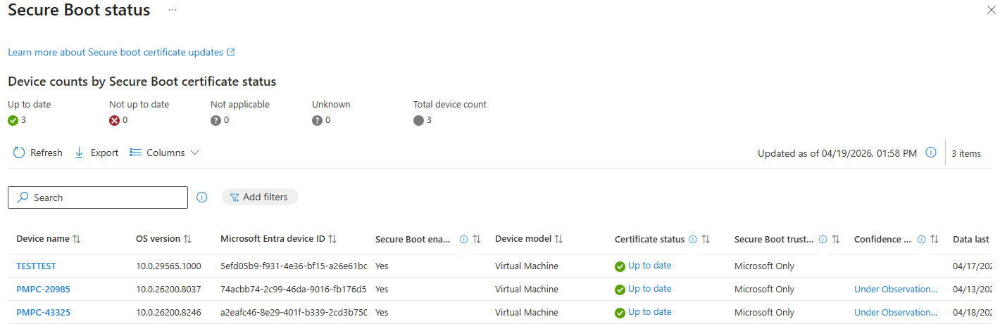 Secure Boot status ...
Learn more about Secure boot certificate updates
Device counts by Secure Boot certificate status
Up to date Not up to date Not applicable Unknown Total device count
3 0 0 0 3
Refresh Export Columns Updated as of 04/19/2026, 01:58 PM 3 items
Search Add filters
Device name OS version Microsoft Entra device ID Secure Boot ena... Device model Certificate status Secure Boot trust... Confidence ... Data last
TESTTEST 10.0.29565.1000 5efd05b9-f931-4e36-bf15-a26e61bc Yes Virtual Machine Up to date Microsoft Only 04/17/202
PMPC-20985 10.0.26200.8037 74acbb74-2c99-46da-9016-fb176d5 Yes Virtual Machine Up to date Microsoft Only Under Observation... 04/13/202
PMPC-43325 10.0.26200.8246 a2eafc46-8e29-401f-b339-2cd3b750 Yes Virtual Machine Up to date Microsoft Only Under Observation... 04/18/202